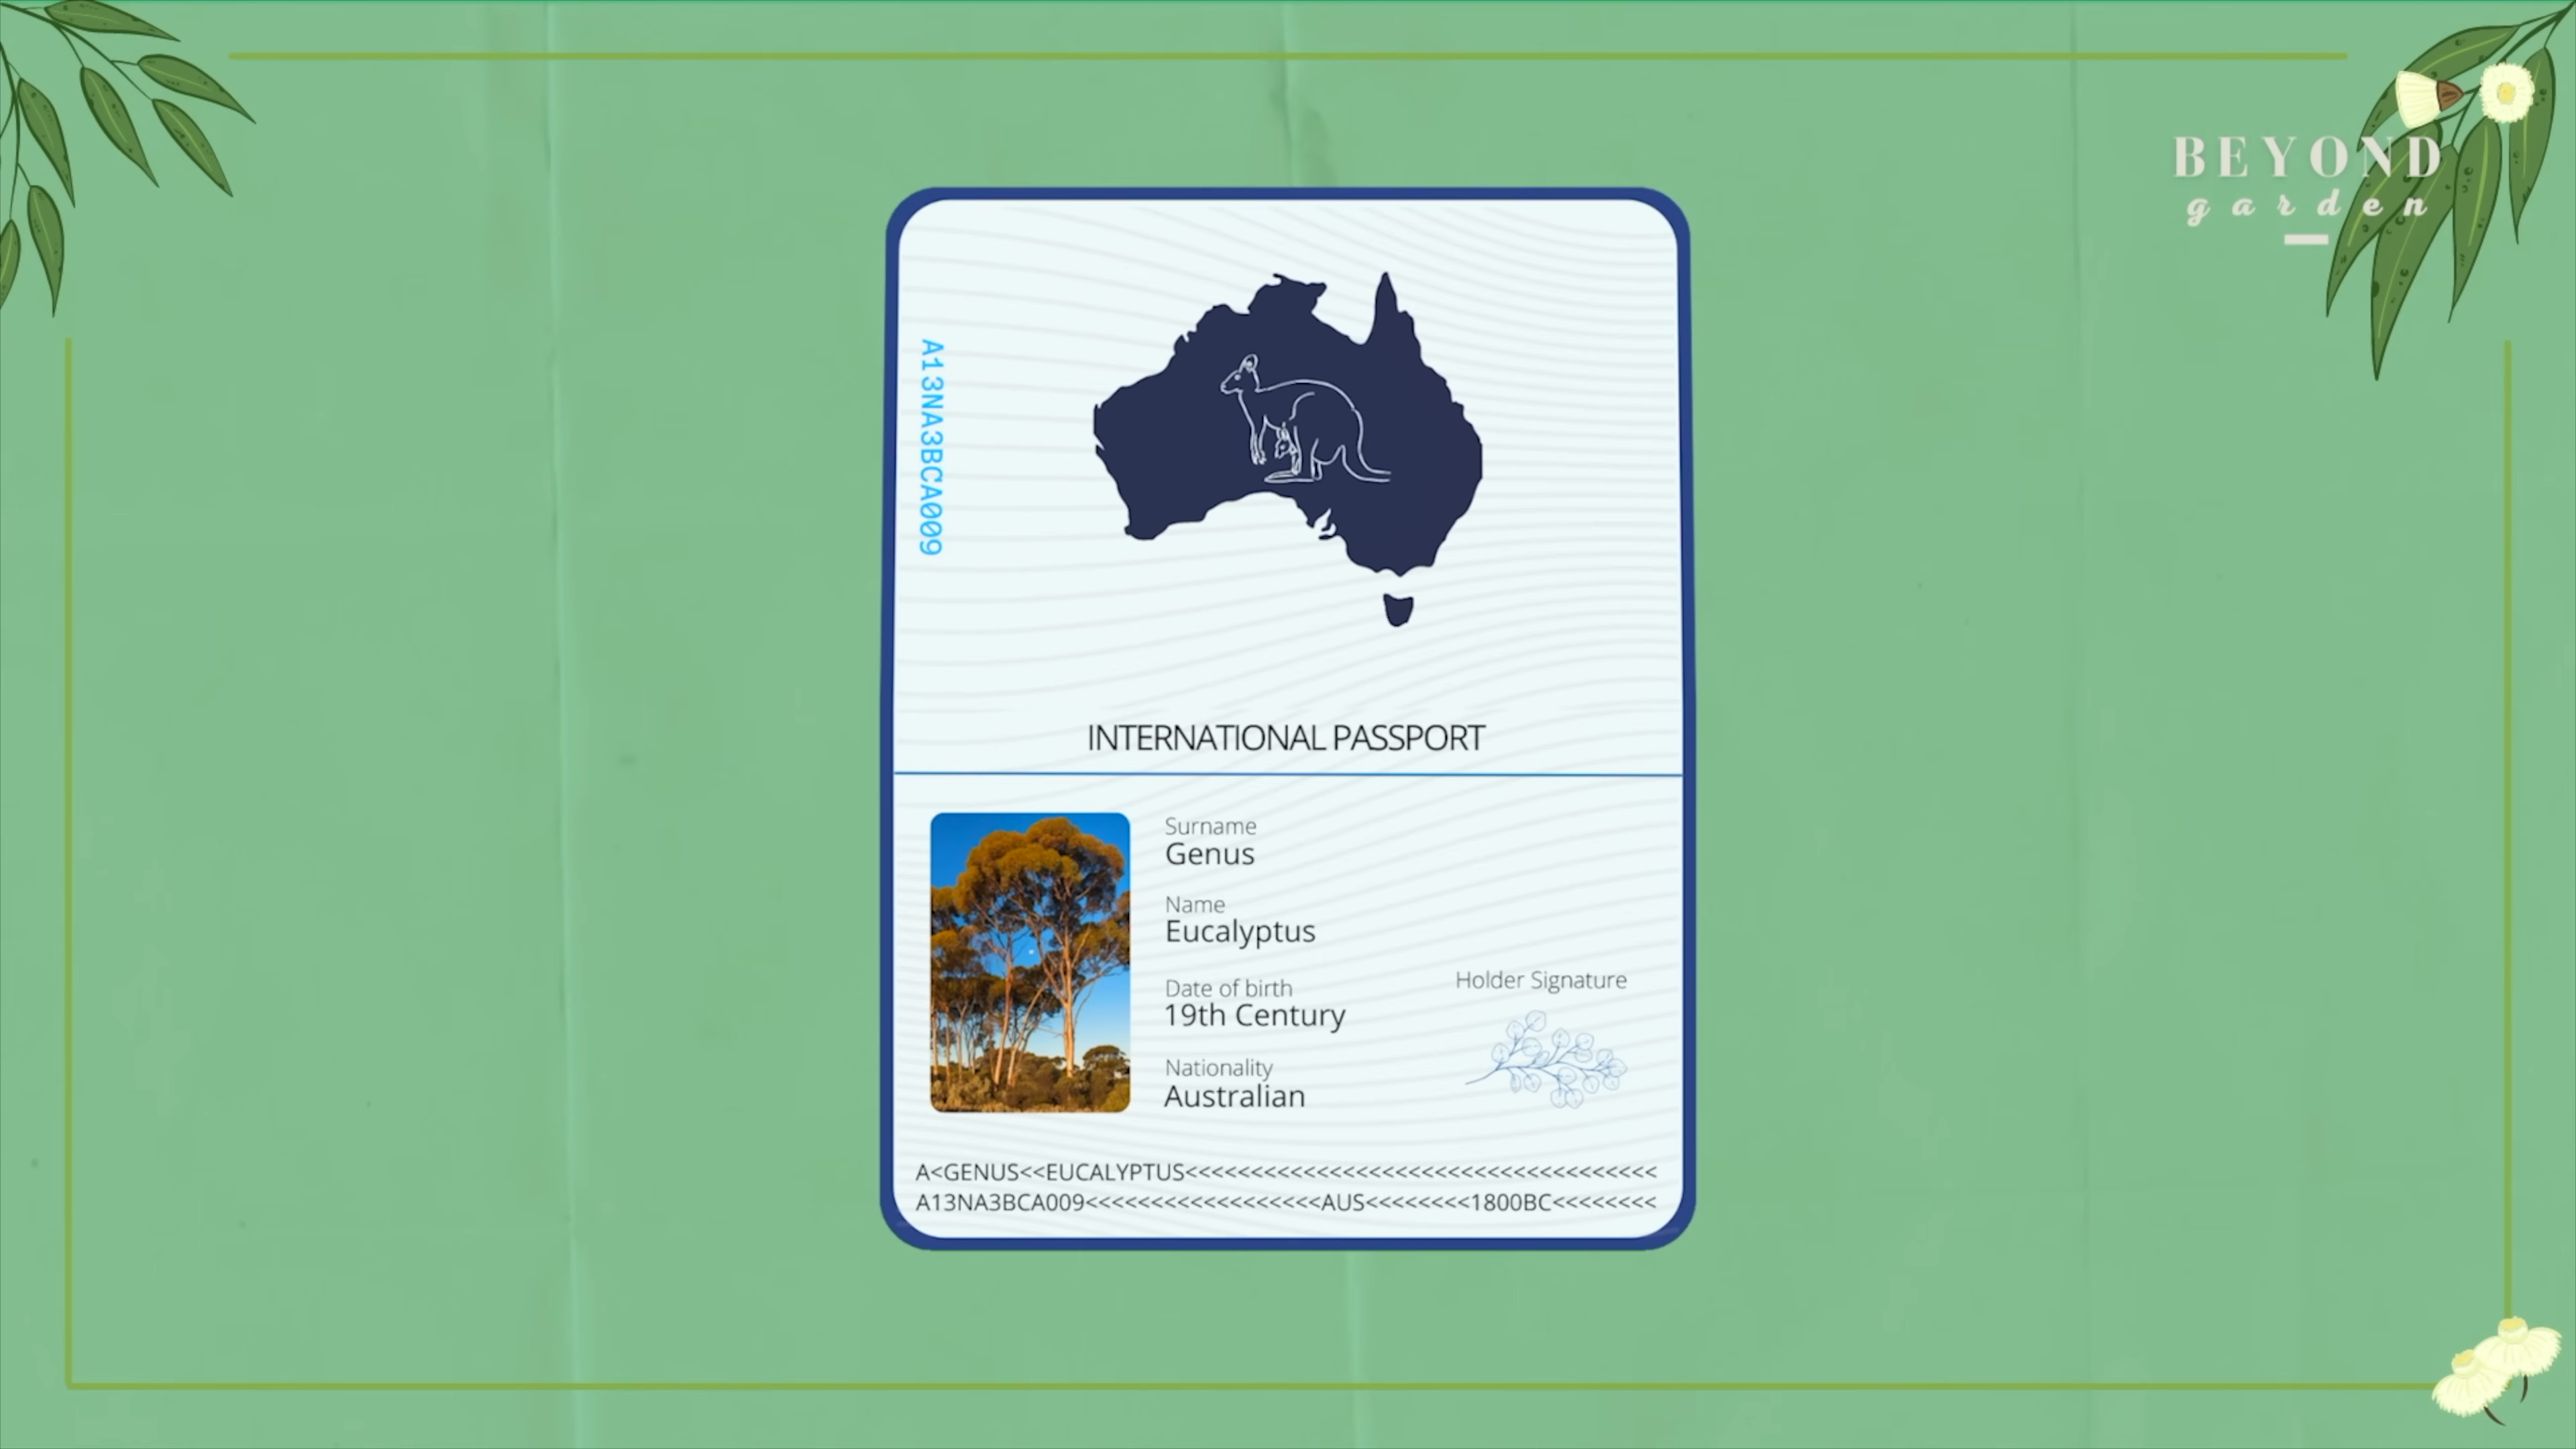 BEYOND
garden
A13NA3BCA009
INTERNATIONAL PASSPORT
Surname
Genus
Name
Eucalyptus
Date of birth
19th Century
Nationality
Australian
Holder Signature
A<GENUS<<EUCALYPTUS<<<<<<<<<<<<<<<<<<<<<<<<<<<<<<<<<<<<
A13NA3BCA009<<<<<<<<<<<<<<<<<<AUS<<<<<<<<1800BC<<<<<<<<